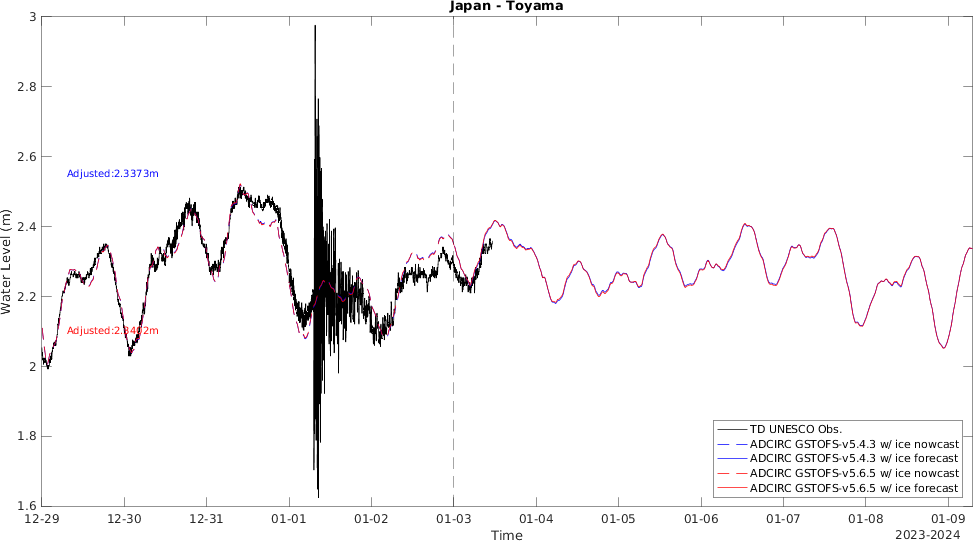 Japan - Toyama
3
2.8
2.6
2.4
2.2
2
1.8
1.6
Water Level (m)
Adjusted:2.3373m
Adjusted:2.3402m
TD UNESCO Obs.
ADCIRC GSTOFS-v5.4.3 w/ ice nowcast
ADCIRC GSTOFS-v5.4.3 w/ ice forecast
ADCIRC GSTOFS-v5.6.5 w/ ice nowcast
ADCIRC GSTOFS-v5.6.5 w/ ice forecast
12-29 12-30 12-31 01-01 01-02 01-03 01-04 01-05 01-06 01-07 01-08 01-09
Time
2023-2024